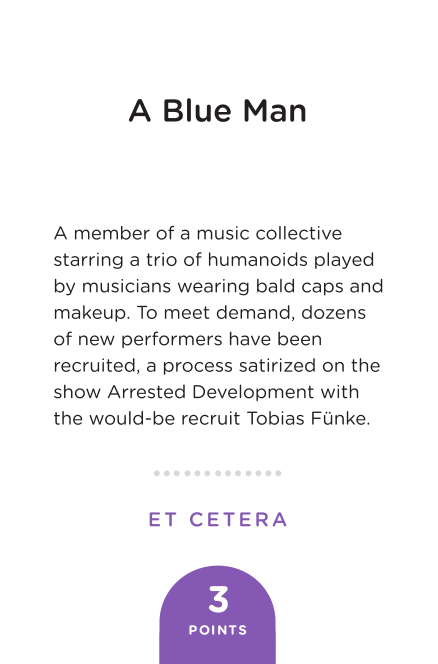 A Blue Man
A member of a music collective
starring a trio of humanoids played
by musicians wearing bald caps and
makeup. To meet demand, dozens
of new performers have been
recruited, a process satirized on the
show Arrested Development with
the would-be recruit Tobias Fünke.
ET CETERA
3
POINTS